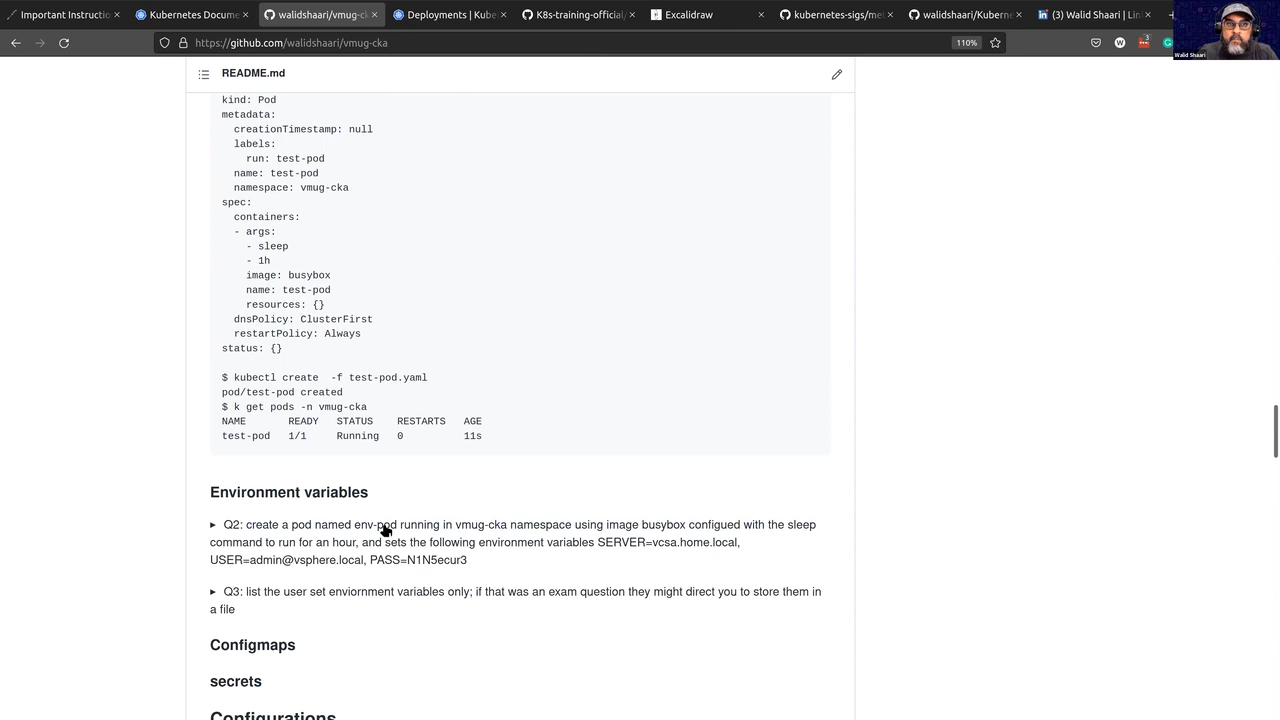 Important Instructio
Kubernetes Docume
walidshaari/vmug-ck
Deployments | Kube
K8s-training-official/
Excalidraw
kubernetes-sigs/me
walidshaari/Kuberne
(3) Walid Shaari | Lin
https://github.com/walidshaari/vmug-cka
110%
Walid Shaari
README.md
kind: Pod
metadata:
  creationTimestamp: null
  labels:
    run: test-pod
  name: test-pod
  namespace: vmug-cka
spec:
  containers:
  - args:
    - sleep
    - 1h
    image: busybox
    name: test-pod
    resources: {}
  dnsPolicy: ClusterFirst
  restartPolicy: Always
status: {}
$ kubectl create  -f test-pod.yaml
pod/test-pod created
$ k get pods -n vmug-cka
NAME       READY   STATUS    RESTARTS   AGE
test-pod   1/1     Running   0          11s
Environment variables
Q2: create a pod named env-pod running in vmug-cka namespace using image busybox configued with the sleep
command to run for an hour, and sets the following environment variables SERVER=vcsa.home.local,
USER=admin@vsphere.local, PASS=N1N5ecur3
Q3: list the user set enviornment variables only; if that was an exam question they might direct you to store them in
a file
Configmaps
secrets
Configurations